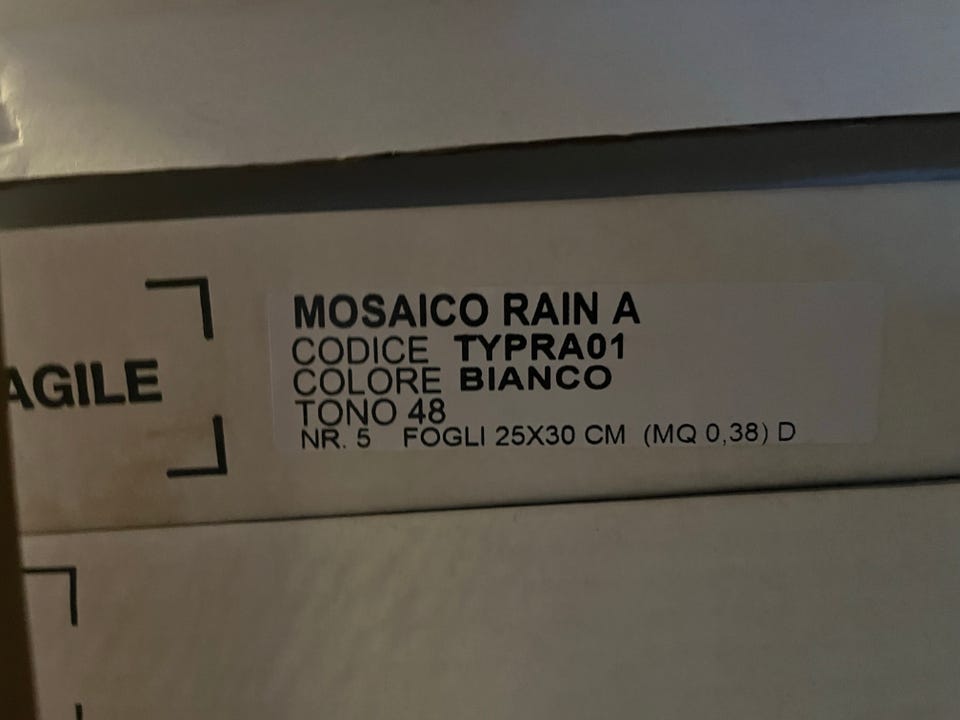 AGILE
MOSAICO RAIN A
CODICE TYPRA01
COLORE BIANCO
TONO 48
NR. 5 FOGLI 25X30 CM (MQ 0,38) D